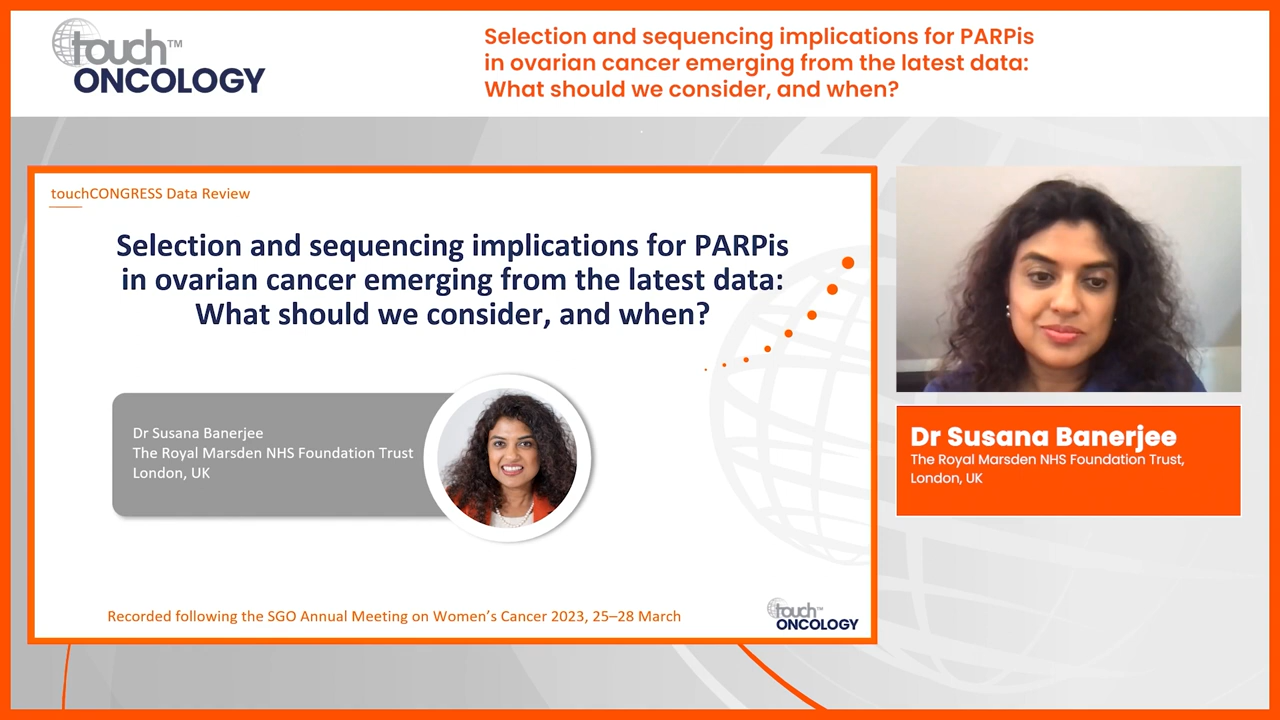 touch™
ONCOLOGY
Selection and sequencing implications for PARPis
in ovarian cancer emerging from the latest data:
What should we consider, and when?
touchCONGRESS Data Review
Selection and sequencing implications for PARPis
in ovarian cancer emerging from the latest data:
What should we consider, and when?
Dr Susana Banerjee
The Royal Marsden NHS Foundation Trust
London, UK
Recorded following the SGO Annual Meeting on Women's Cancer 2023, 25–28 March
touch™
ONCOLOGY
Dr Susana Banerjee
The Royal Marsden NHS Foundation Trust,
London, UK